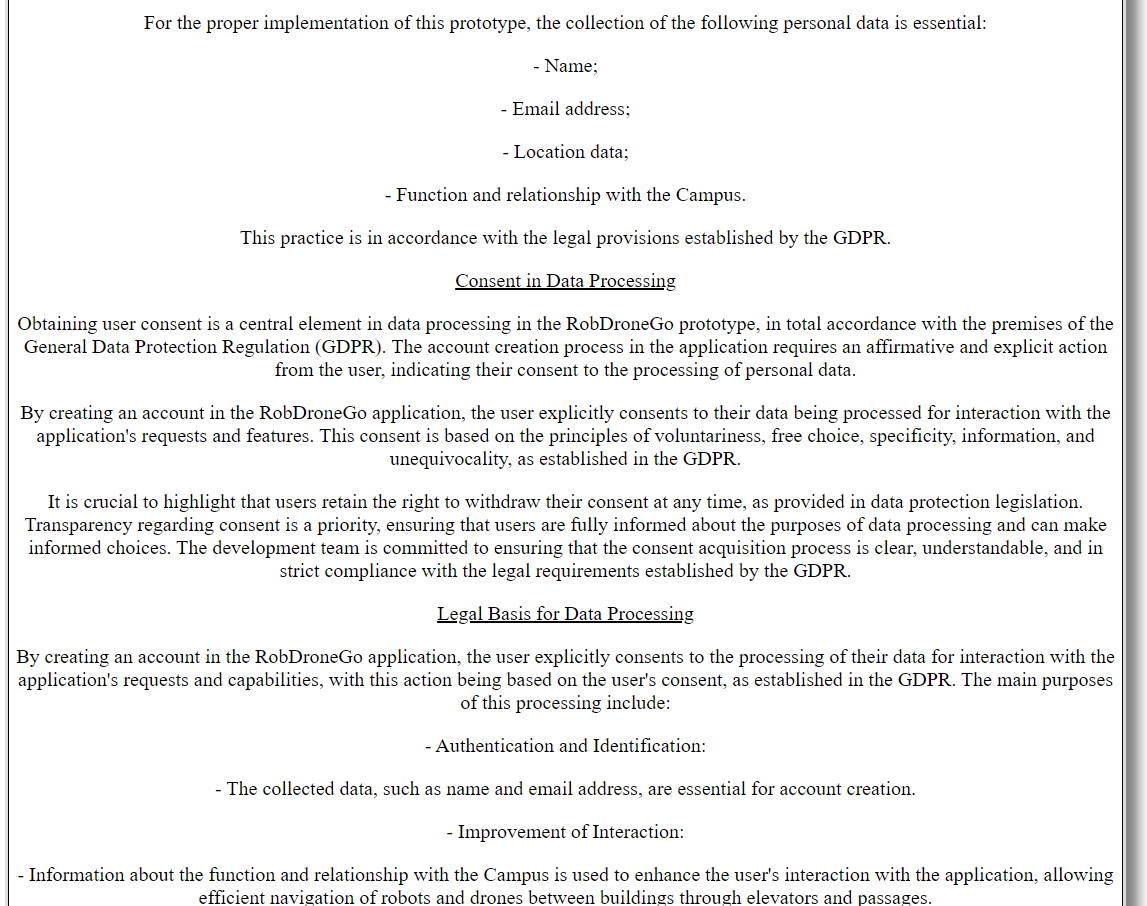 For the proper implementation of this prototype, the collection of the following personal data is essential:
- Name;
- Email address;
- Location data;
- Function and relationship with the Campus.
This practice is in accordance with the legal provisions established by the GDPR.
Consent in Data Processing
Obtaining user consent is a central element in data processing in the RobDroneGo prototype, in total accordance with the premises of the
General Data Protection Regulation (GDPR). The account creation process in the application requires an affirmative and explicit action
from the user, indicating their consent to the processing of personal data.
By creating an account in the RobDroneGo application, the user explicitly consents to their data being processed for interaction with the
application's requests and features. This consent is based on the principles of voluntariness, free choice, specificity, information, and
unequivocality, as established in the GDPR.
It is crucial to highlight that users retain the right to withdraw their consent at any time, as provided in data protection legislation.
Transparency regarding consent is a priority, ensuring that users are fully informed about the purposes of data processing and can make
informed choices. The development team is committed to ensuring that the consent acquisition process is clear, understandable, and in
strict compliance with the legal requirements established by the GDPR.
Legal Basis for Data Processing
By creating an account in the RobDroneGo application, the user explicitly consents to the processing of their data for interaction with the
application's requests and capabilities, with this action being based on the user's consent, as established in the GDPR. The main purposes
of this processing include:
- Authentication and Identification:
- The collected data, such as name and email address, are essential for account creation.
- Improvement of Interaction:
- Information about the function and relationship with the Campus is used to enhance the user's interaction with the application, allowing
efficient navigation of robots and drones between buildings through elevators and passages.